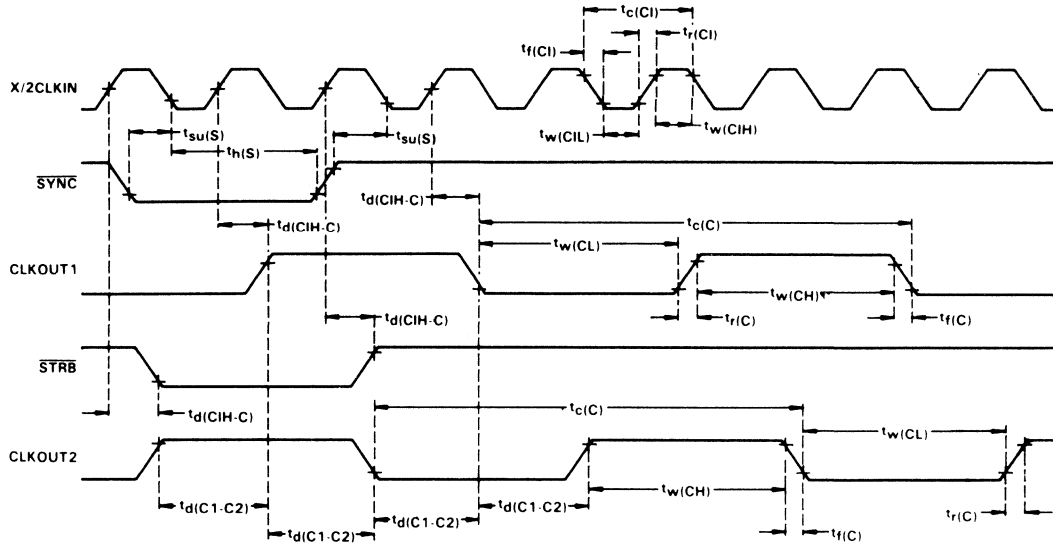 tc(CI)
tr(CI)
tf(CI)
X/2CLKIN
tsu(S)
tsu(S)
tw(CIL)
tw(CIH)
th(S)
SYNC
td(CIH-C)
td(CIH-C)
tc(C)
tw(CL)
CLKOUT1
tw(CH)
td(CIH-C)
tr(C)
tf(C)
STRB
td(CIH-C)
tc(C)
tw(CL)
CLKOUT2
tw(CH)
td(C1-C2)
td(C1-C2)
td(C1-C2)
td(C1-C2)
tf(C)
tr(C)